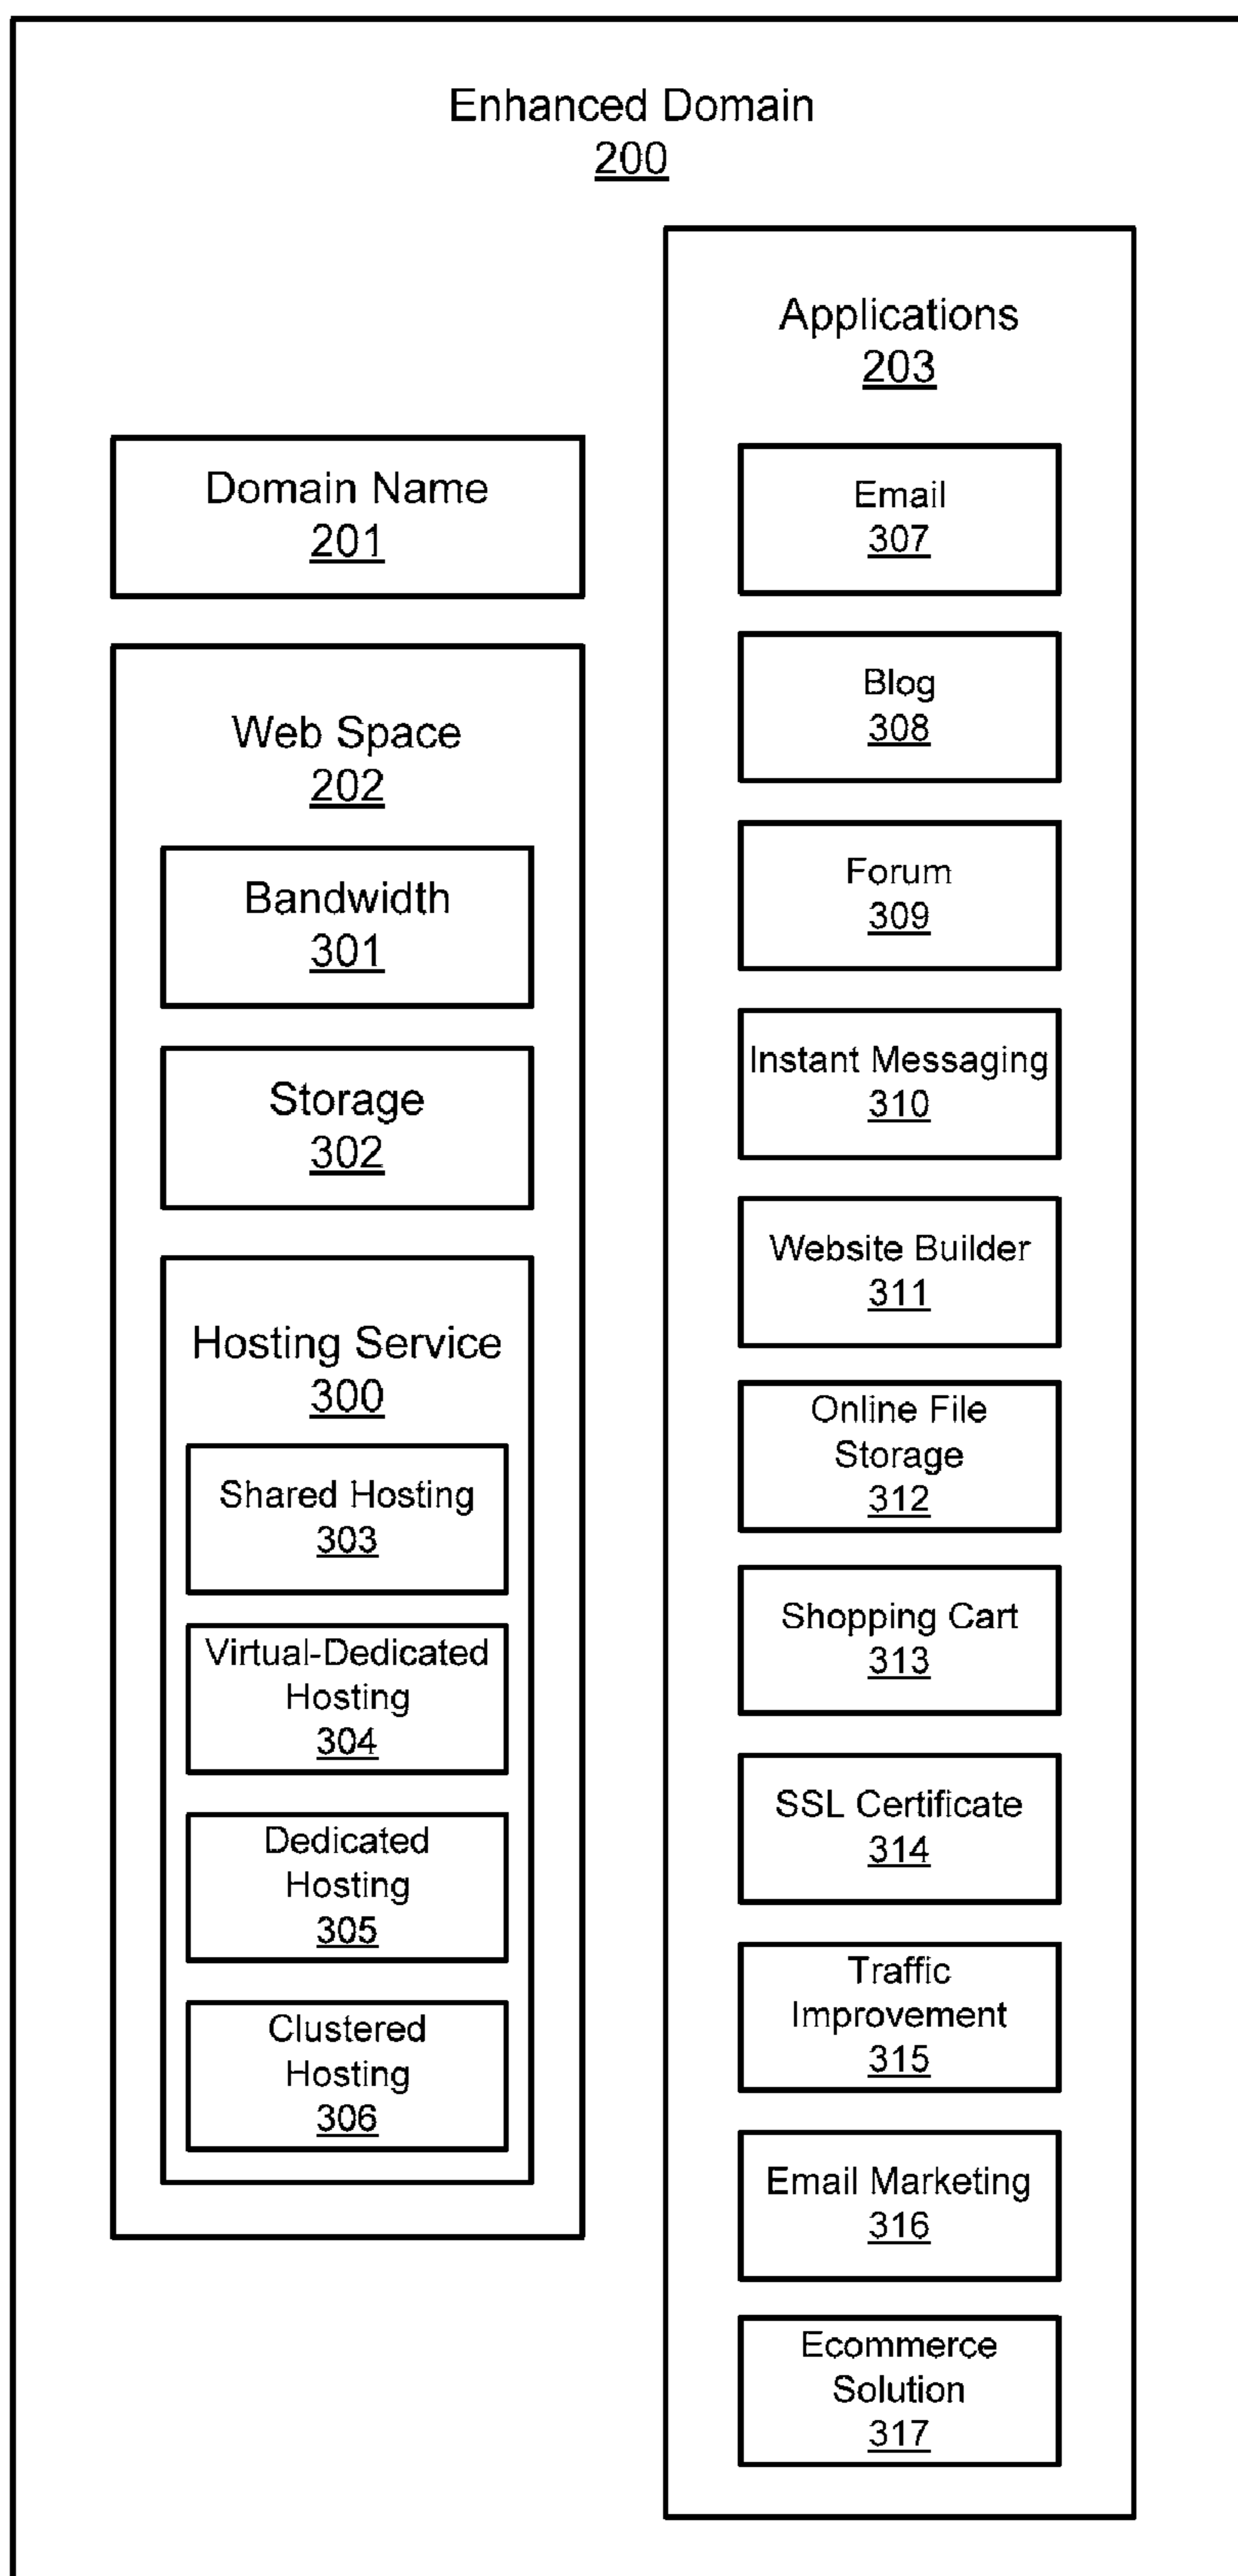 Enhanced Domain
200
Domain Name
201
Web Space
202
Bandwidth
301
Storage
302
Hosting Service
300
Shared Hosting
303
Virtual-Dedicated
Hosting
304
Dedicated
Hosting
305
Clustered
Hosting
306
Applications
203
Email
307
Blog
308
Forum
309
Instant Messaging
310
Website Builder
311
Online File
Storage
312
Shopping Cart
313
SSL Certificate
314
Traffic
Improvement
315
Email Marketing
316
Ecommerce
Solution
317